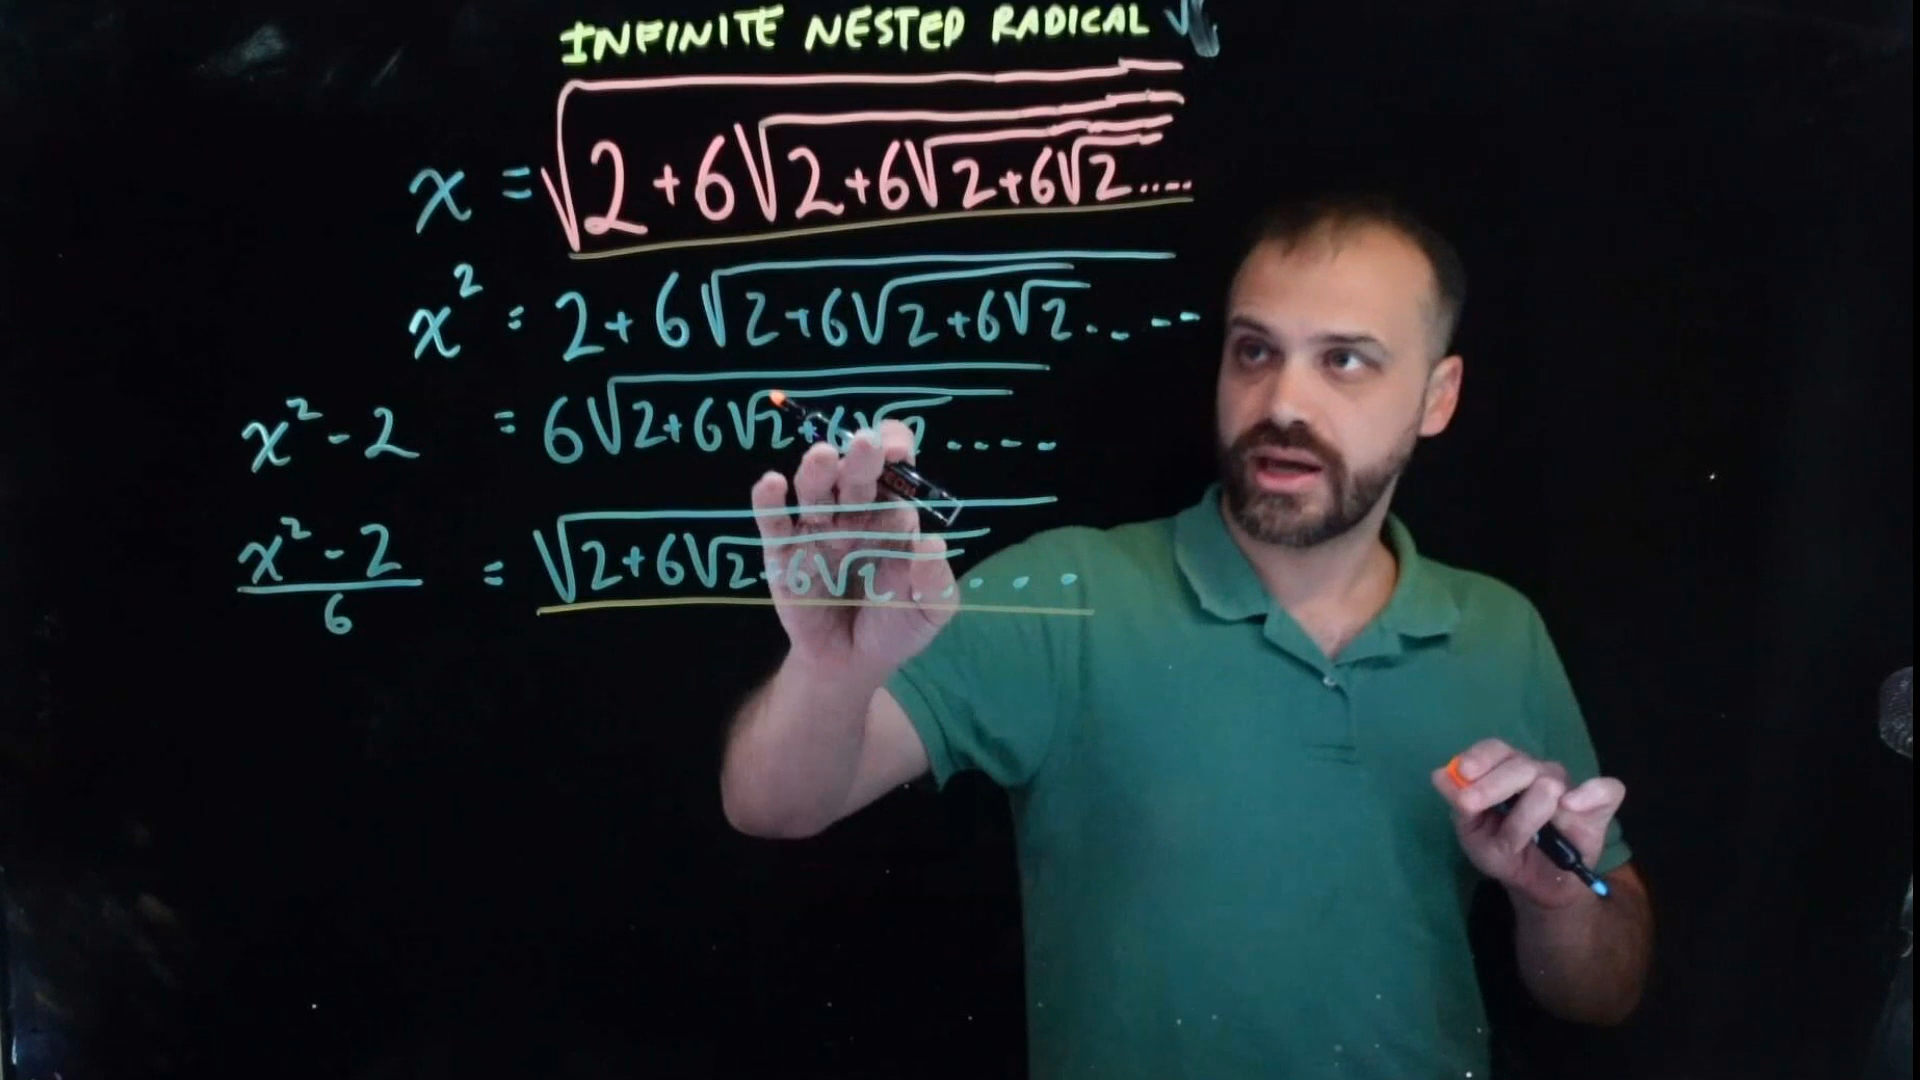 INFINITE NESTED RADICAL √
x = √2+6√2+6√2+6√2....
x² = 2+6√2+6√2+6√2....
x²-2 = 6√2+6√2+6√2....
x²-2/6 = √2+6√2+6√2.....